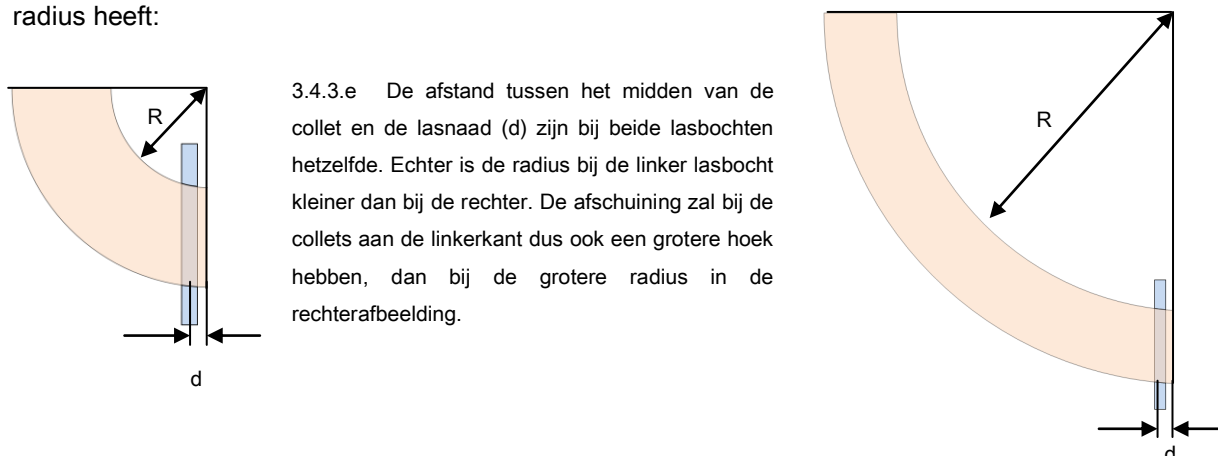 radius heeft:
R
d
3.4.3.e De afstand tussen het midden van de
collet en de lasnaad (d) zijn bij beide lasbochten
hetzelfde. Echter is de radius bij de linker lasbocht
kleiner dan bij de rechter. De afschuining zal bij de
collets aan de linkerkant dus ook een grotere hoek
hebben, dan bij de grotere radius in de
rechterafbeelding.
R
d